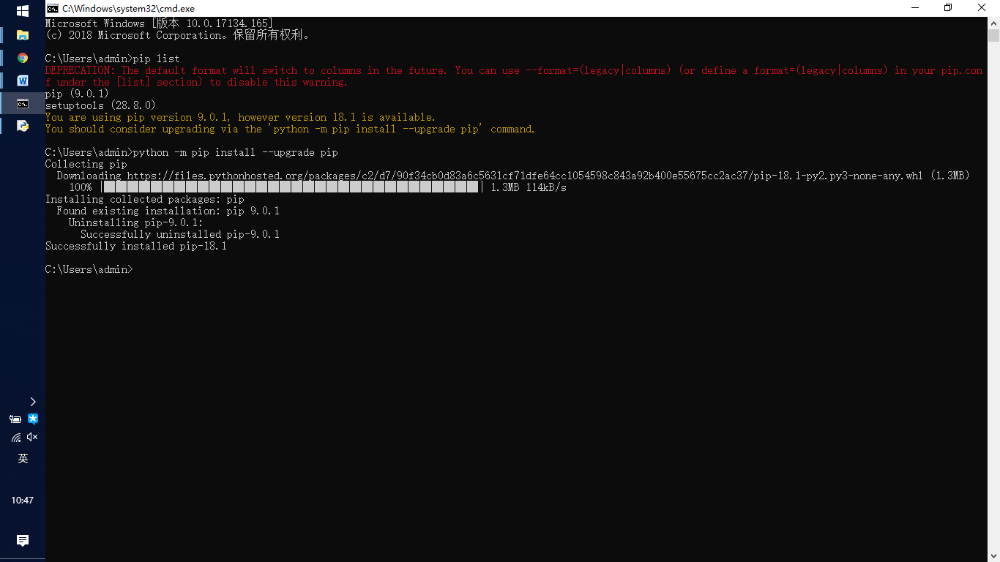 C:\Windows\system32\cmd.exe
Microsoft Windows [版本 10.0.17134.165]
(c) 2018 Microsoft Corporation。保留所有权利。
C:\Users\admin>pip list
DEPRECATION: The default format will switch to columns in the future. You can use --format=(legacy|columns) (or define a format=(legacy|columns) in your pip.con
f under the [list] section) to disable this warning.
pip (9.0.1)
setuptools (28.8.0)
You are using pip version 9.0.1, however version 18.1 is available.
You should consider upgrading via the 'python -m pip install --upgrade pip' command.
C:\Users\admin>python -m pip install --upgrade pip
Collecting pip
Downloading https://files.pythonhosted.org/packages/c2/d7/90f34cb0d83a6c5631cf71dfe64cc1054598c843a92b400e55675cc2ac37/pip-18.1-py2.py3-none-any.whl (1.3MB)
100% |████████████████████████████████| 1.3MB 114kB/s
Installing collected packages: pip
Found existing installation: pip 9.0.1
Uninstalling pip-9.0.1:
Successfully uninstalled pip-9.0.1
Successfully installed pip-18.1
C:\Users\admin>
英
10:47